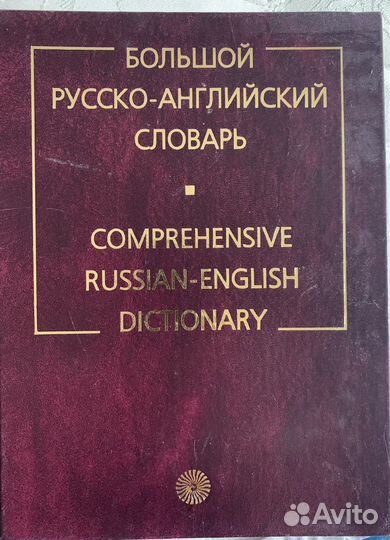 БОЛЬШОЙ
РУССКО-АНГЛИЙСКИЙ
СЛОВАРЬ
COMPREHENSIVE
RUSSIAN-ENGLISH
DICTIONARY
Avito